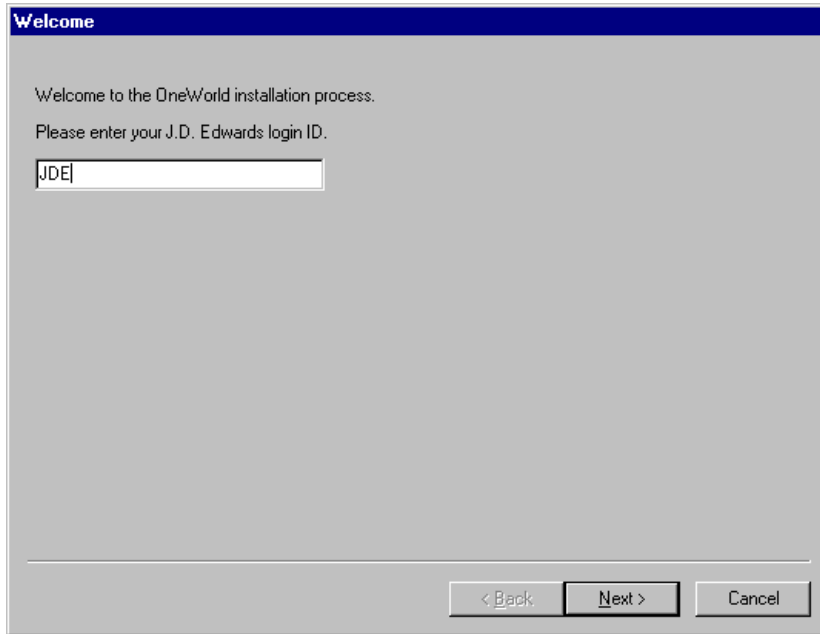 Welcome
Welcome to the OneWorld installation process.
Please enter your J.D. Edwards login ID.
JDE
< Back
Next >
Cancel